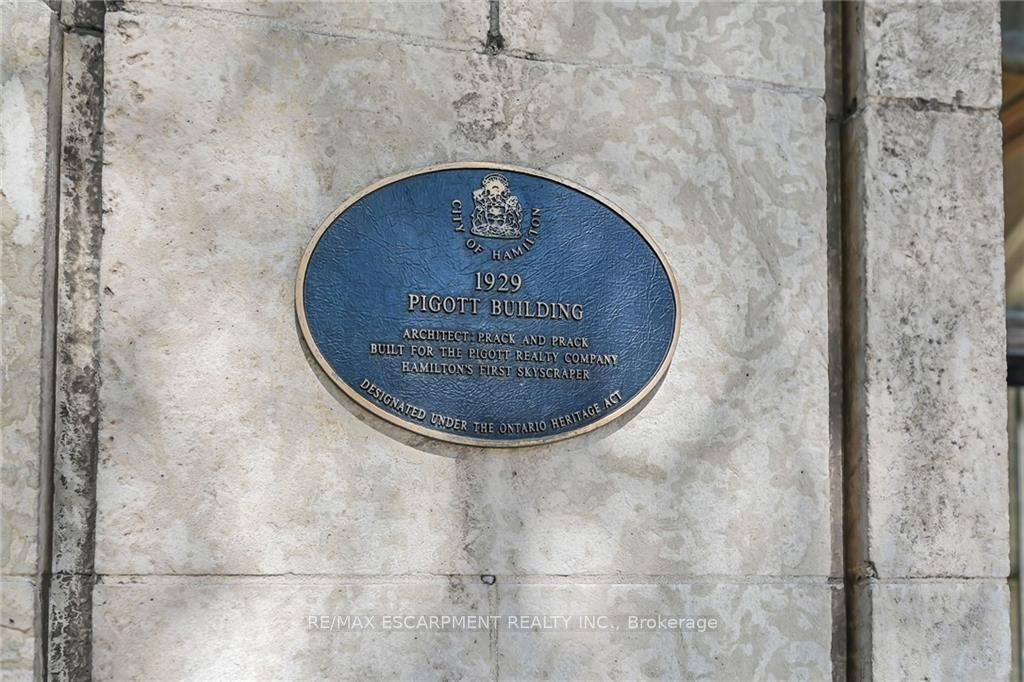 CITY OF HAMILTON
1929
PIGOTT BUILDING
ARCHITECT: PRACK AND PRACK
BUILT FOR THE PIGOTT REALTY COMPANY
HAMILTON'S FIRST SKYSCRAPER
DESIGNATED UNDER THE ONTARIO HERITAGE ACT
RE/MAX ESCARPMENT REALTY INC., Brokerage